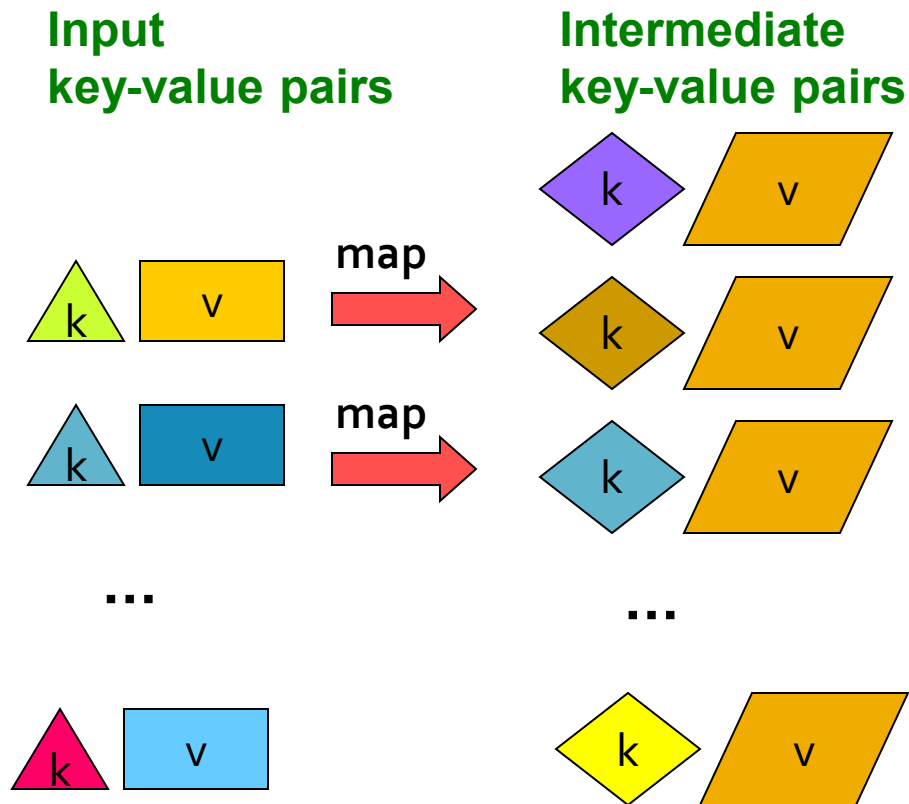 Input
key-value pairs
Intermediate
key-value pairs
k v
map
k v
k v
k v
map
k v
...
...
k v
k v